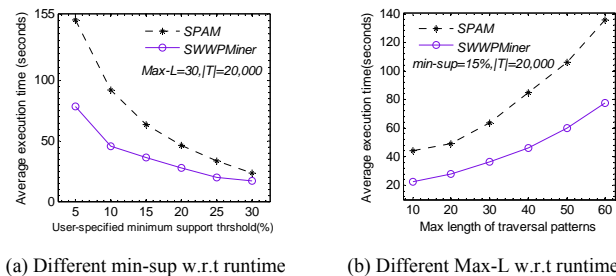 155
100
50
0
Average execution time (seconds)
SPAM
SWWPMiner
Max-L=30,|T|=20,000
5 10 15 20 25 30
User-specified minimum support thrshold(%)
(a) Different min-sup w.r.t runtime
140
120
100
80
60
40
20
Average execution time(seconds)
SPAM
SWWPMiner
min-sup=15%,|T|=20,000
10 20 30 40 50 60
Max length of traversal patterns
(b) Different Max-L w.r.t runtime